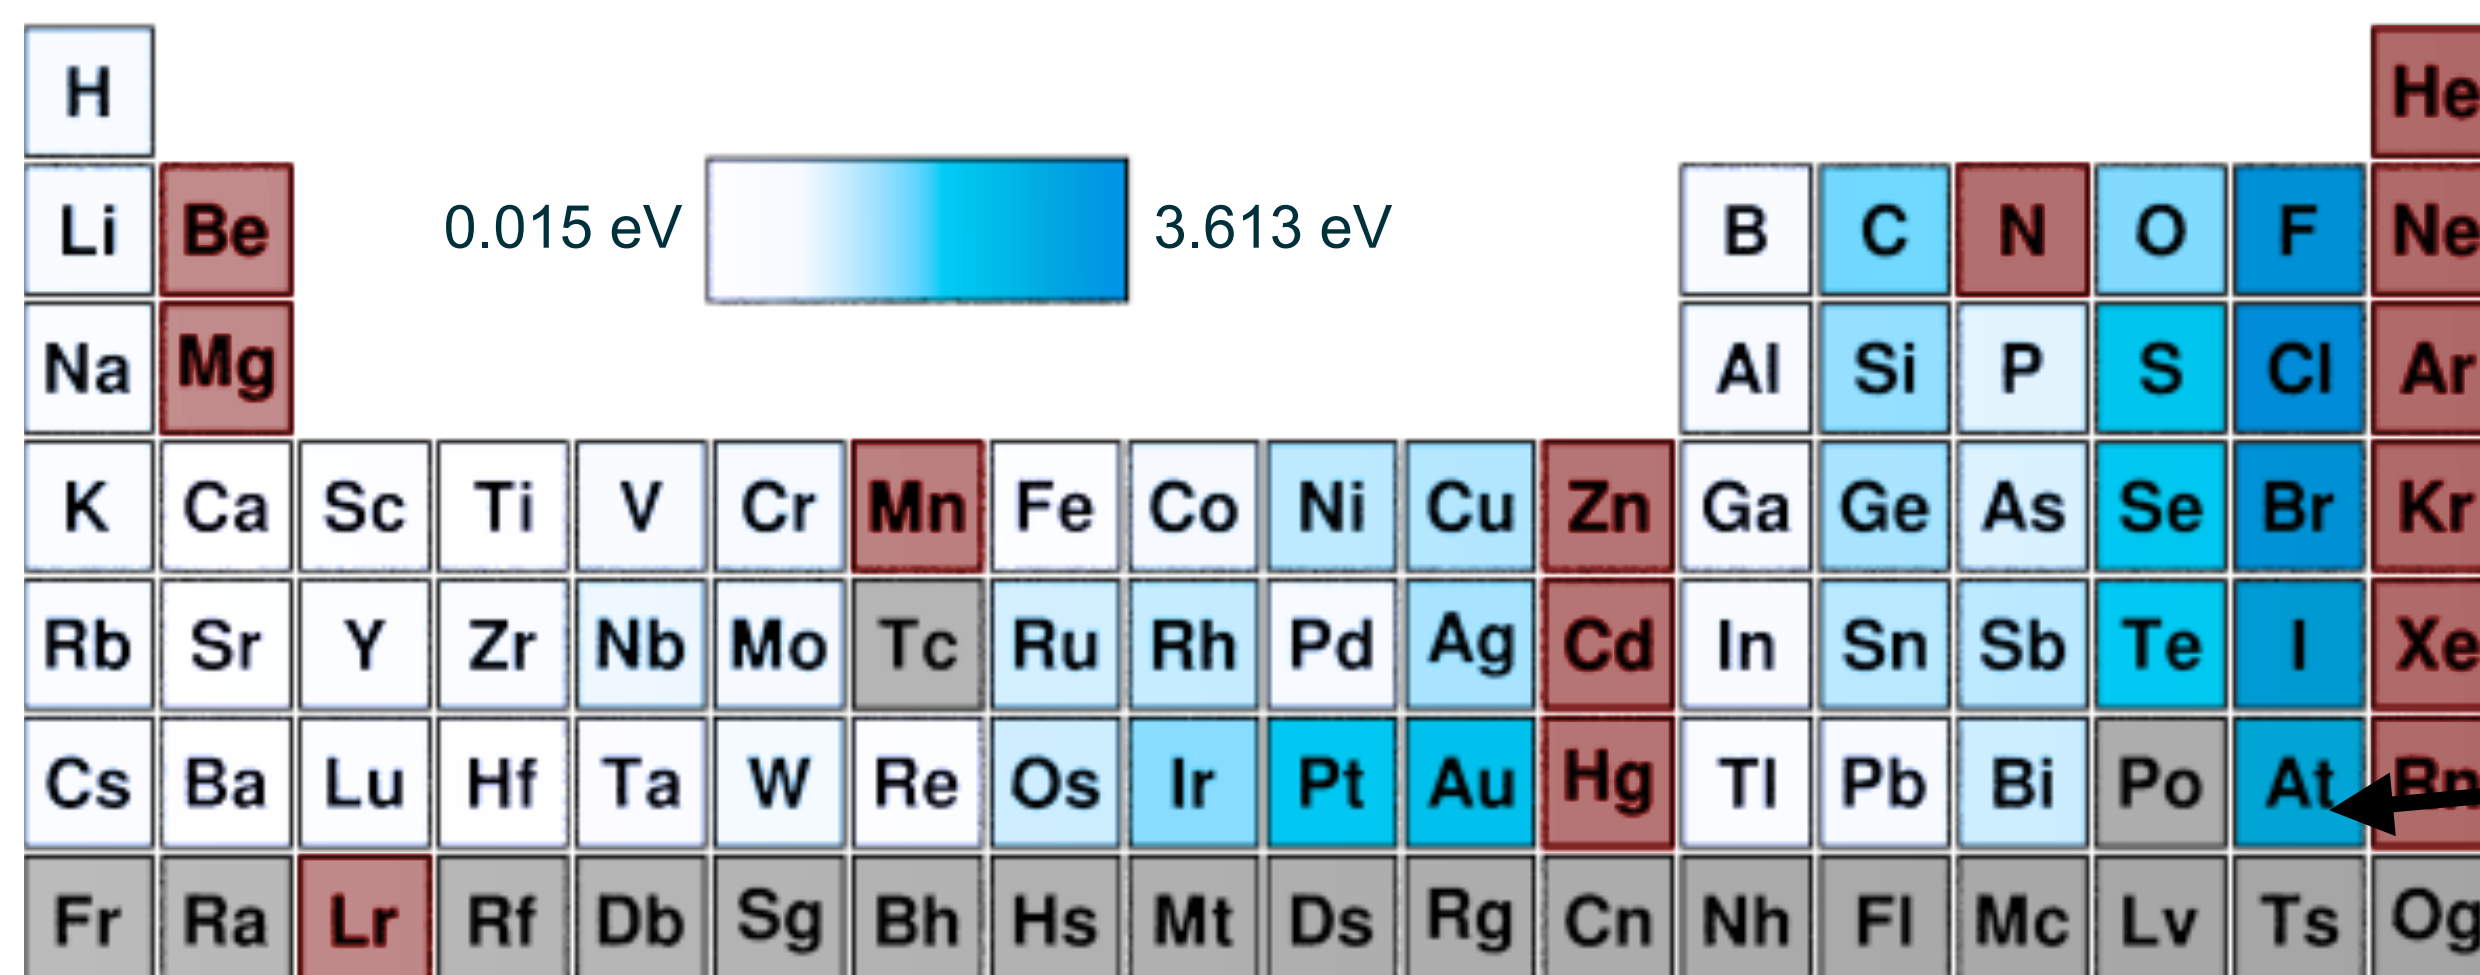 H He
Li Be 0.015 eV 3.613 eV B C N O F Ne
Na Mg Al Si P S Cl Ar
K Ca Sc Ti V Cr Mn Fe Co Ni Cu Zn Ga Ge As Se Br Kr
Rb Sr Y Zr Nb Mo Tc Ru Rh Pd Ag Cd In Sn Sb Te I Xe
Cs Ba Lu Hf Ta W Re Os Ir Pt Au Hg Tl Pb Bi Po At Rn
Fr Ra Lr Rf Db Sg Bh Hs Mt Ds Rg Cn Nh Fl Mc Lv Ts Og